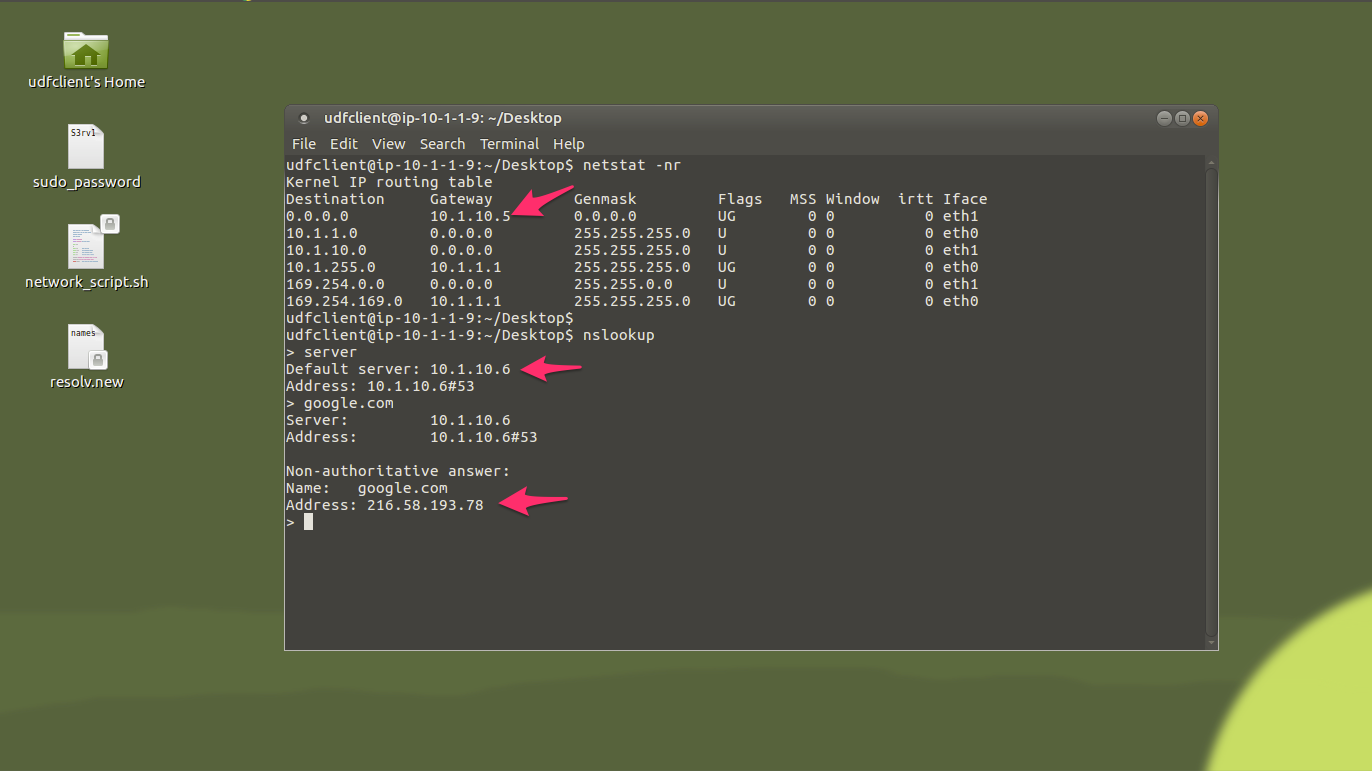 udfclient's Home
S3rv1
sudo_password
network_script.sh
names
resolv.new
udfclient@ip-10-1-1-9: ~/Desktop
File Edit View Search Terminal Help
udfclient@ip-10-1-1-9:~/Desktop$ netstat -nr
Kernel IP routing table
Destination     Gateway         Genmask         Flags   MSS Window  irtt Iface
0.0.0.0         10.1.10.5       0.0.0.0         UG        0 0          0 eth1
10.1.1.0        0.0.0.0         255.255.255.0   U         0 0          0 eth0
10.1.10.0       0.0.0.0         255.255.255.0   U         0 0          0 eth1
10.1.255.0      10.1.1.1        255.255.255.0   UG        0 0          0 eth0
169.254.0.0     0.0.0.0         255.255.0.0     U         0 0          0 eth1
169.254.169.0   10.1.1.1        255.255.255.0   UG        0 0          0 eth0
udfclient@ip-10-1-1-9:~/Desktop$
udfclient@ip-10-1-1-9:~/Desktop$ nslookup
> server
Default server: 10.1.10.6
Address: 10.1.10.6#53
> google.com
Server:         10.1.10.6
Address:        10.1.10.6#53
Non-authoritative answer:
Name:   google.com
Address: 216.58.193.78
>